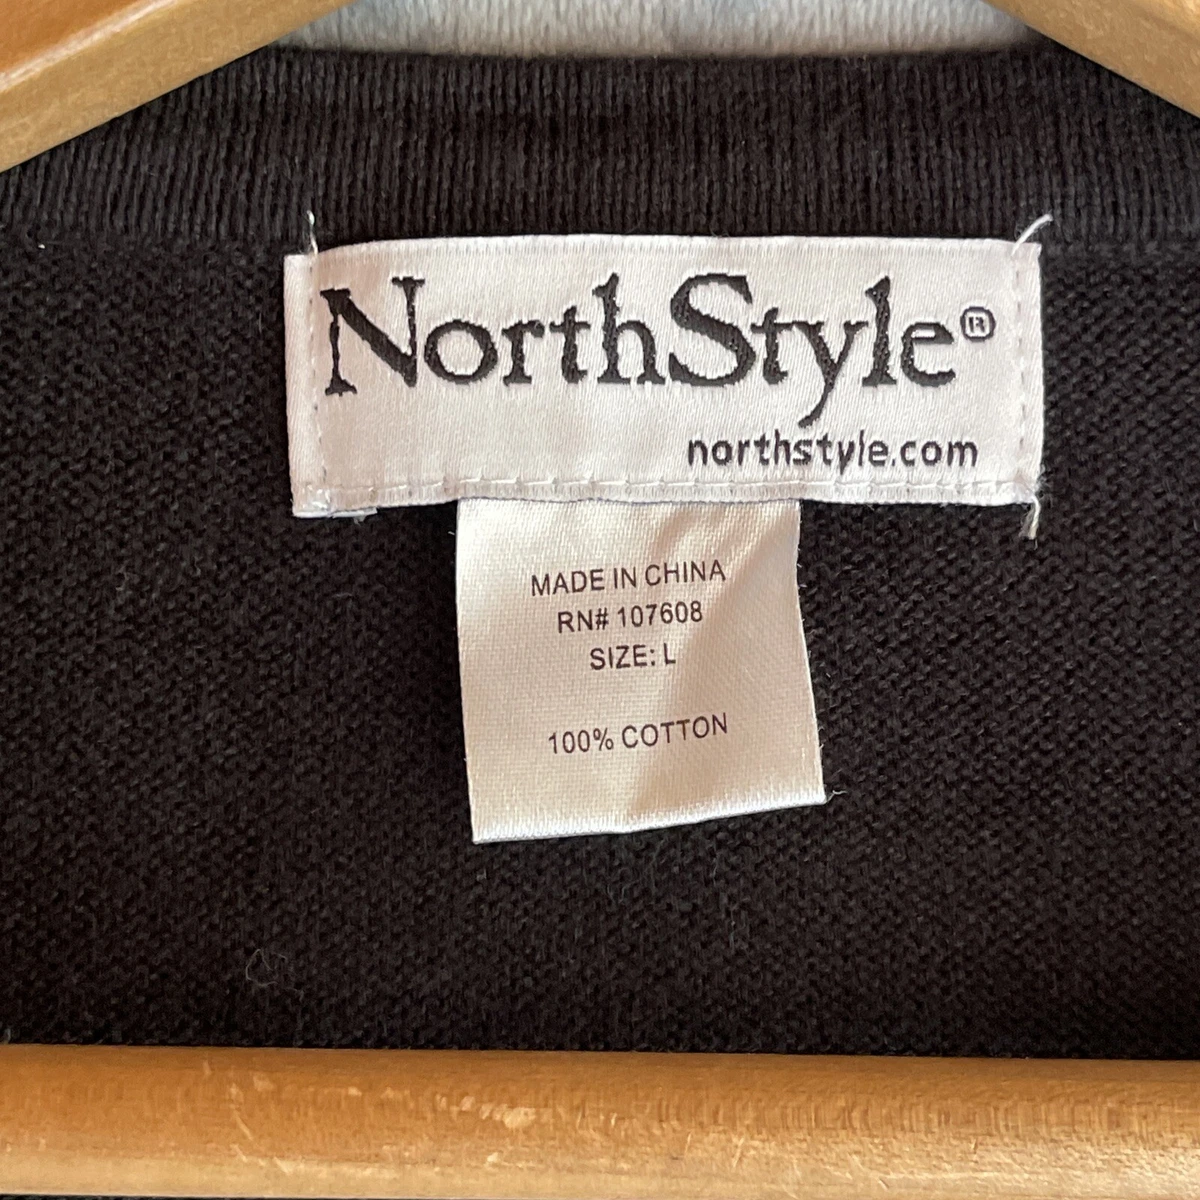 NorthStyle®
northstyle.com
MADE IN CHINA
RN# 107608
SIZE: L
100% COTTON